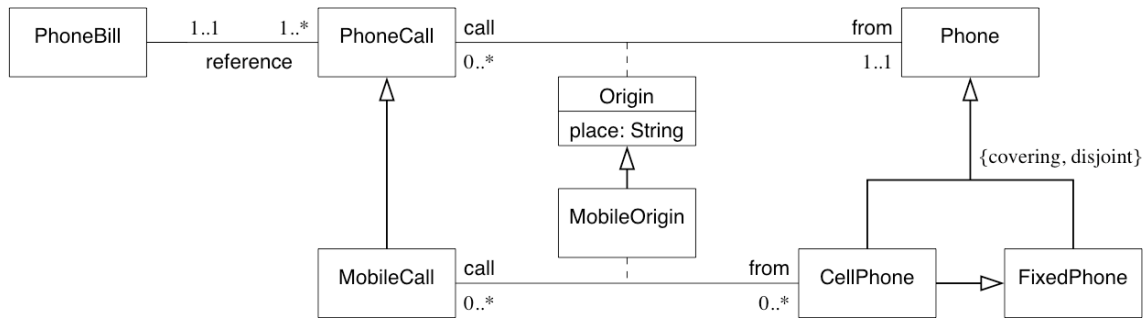 PhoneBill
1..1
1..*
reference
PhoneCall
call
0..*
from
1..1
Phone
Origin
place: String
{covering, disjoint}
MobileOrigin
MobileCall
call
0..*
from
0..*
CellPhone
FixedPhone